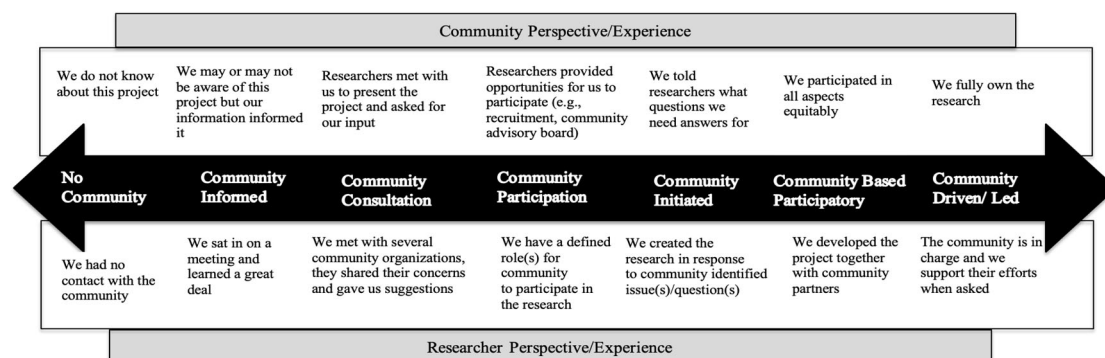 Community Perspective/Experience
We do not know
about this project
We may or may not
be aware of this
project but our
information informed
it
Researchers met with
us to present the
project and asked for
our input
Researchers provided
opportunities for us to
participate (e.g.,
recruitment, community
advisory board)
We told
researchers what
questions we
need answers for
We participated in
all aspects
equitably
We fully own the
research
No
Community
Community
Informed
Community
Consultation
Community
Participation
Community
Initiated
Community Based
Participatory
Community
Driven/ Led
We had no
contact with the
community
We sat in on a
meeting and
learned a great
deal
We met with several
community organizations,
they shared their concerns
and gave us suggestions
We have a defined
role(s) for
community
to participate in
the research
We created the
research in
response to
community identified
issue(s)/question(s)
We developed the
project together
with community
partners
The community is in
charge and we
support their efforts
when asked
Researcher Perspective/Experience